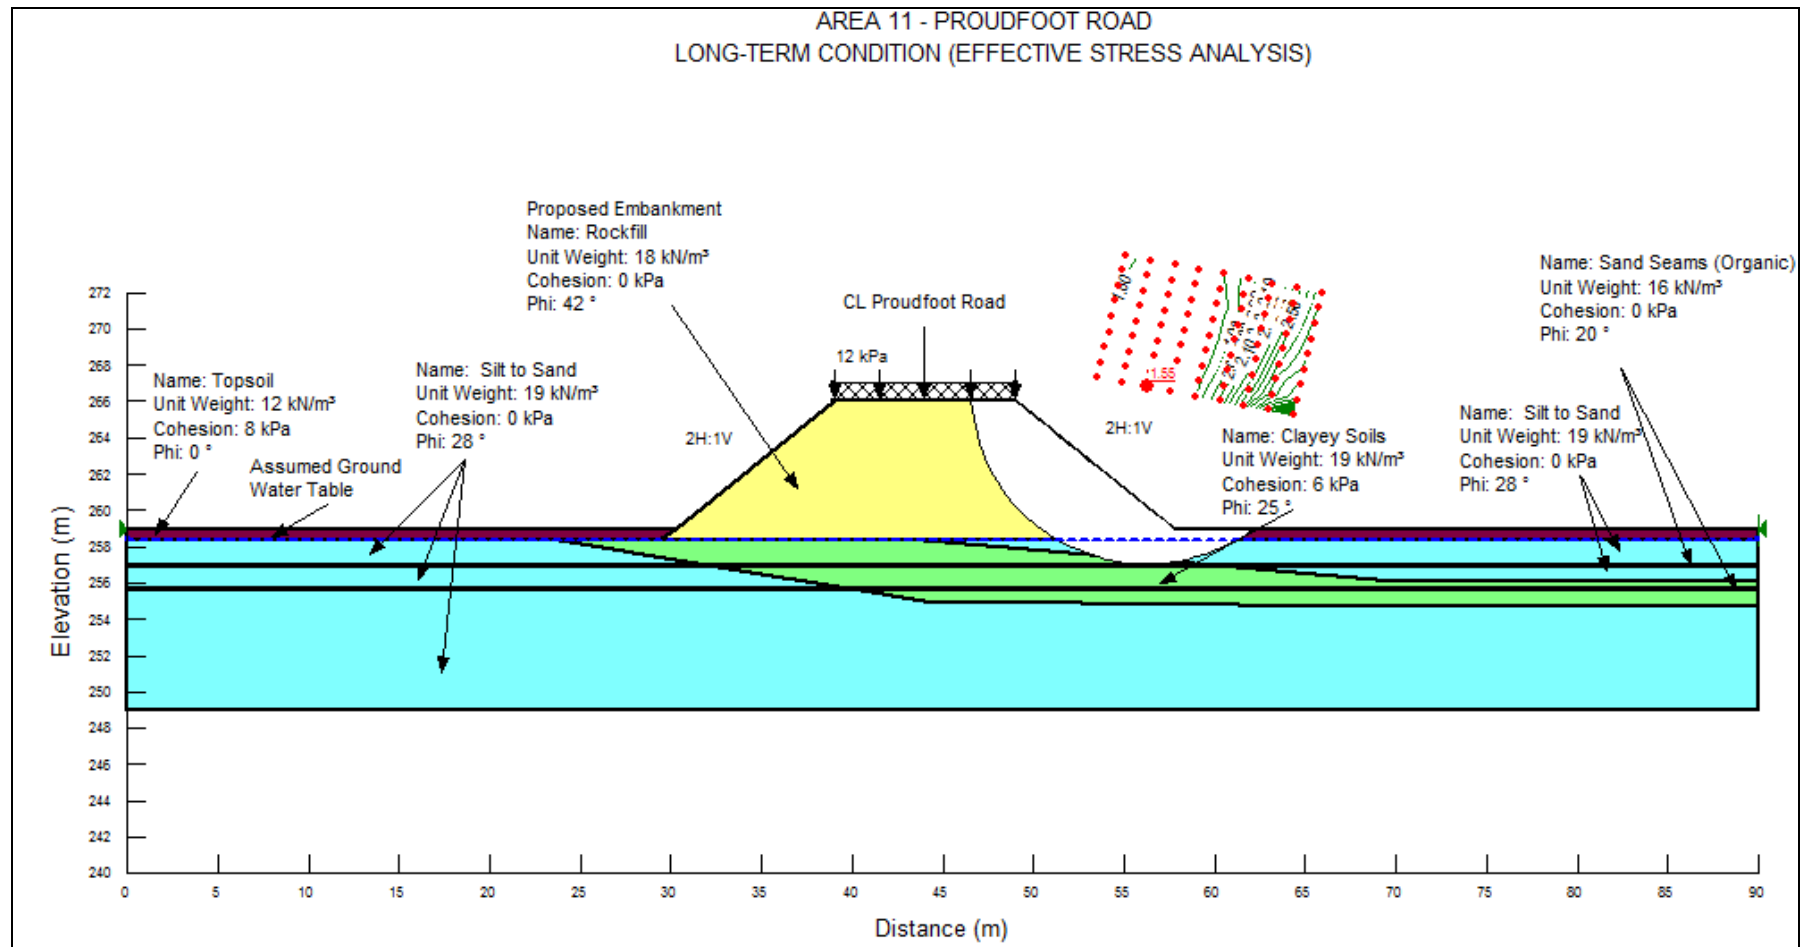 AREA 11 - PROUDFOOT ROAD
LONG-TERM CONDITION (EFFECTIVE STRESS ANALYSIS)
Proposed Embankment
Name: Rockfill
Unit Weight: 18 kN/m³
Cohesion: 0 kPa
Phi: 42 °
Name: Sand Seams (Organic)
Unit Weight: 16 kN/m³
Cohesion: 0 kPa
Phi: 20 °
CL Proudfoot Road
12 kPa
1.80
2.10
2.50
1.55
Name: Topsoil
Unit Weight: 12 kN/m³
Cohesion: 8 kPa
Phi: 0 °
Name: Silt to Sand
Unit Weight: 19 kN/m³
Cohesion: 0 kPa
Phi: 28 °
Assumed Ground
Water Table
2H:1V
2H:1V
Name: Clayey Soils
Unit Weight: 19 kN/m³
Cohesion: 6 kPa
Phi: 25 °
Name: Silt to Sand
Unit Weight: 19 kN/m³
Cohesion: 0 kPa
Phi: 28 °
Elevation (m)
272
270
268
266
264
262
260
258
256
254
252
250
248
246
244
242
240
0 5 10 15 20 25 30 35 40 45 50 55 60 65 70 75 80 85 90
Distance (m)